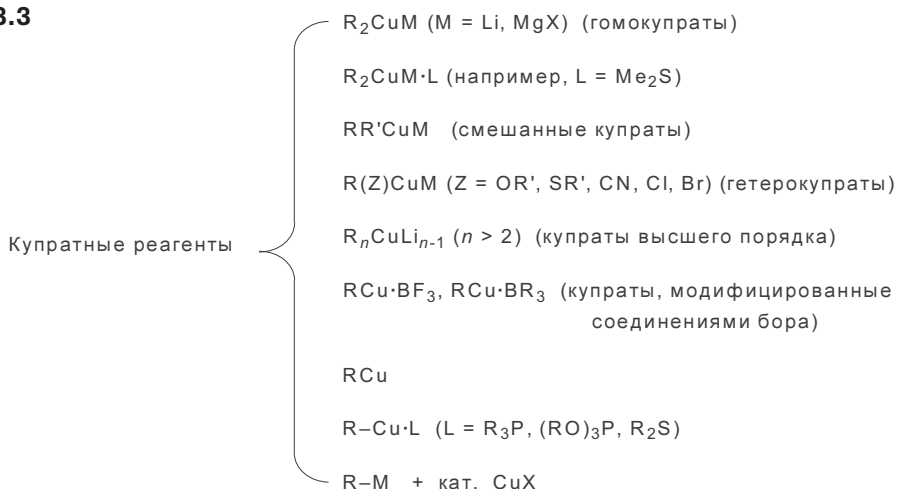 3.3
R₂CuM (M = Li, MgX) (гомокупраты)
R₂CuM·L (например, L = Me₂S)
RR'CuM (смешанные купраты)
R(Z)CuM (Z = OR', SR', CN, Cl, Br) (гетерокупраты)
Купратные реагенты
RₙCuLiₙ₋₁ (n > 2) (купраты высшего порядка)
RCu·BF₃, RCu·BR₃ (купраты, модифицированные
соединениями бора)
RCu
R–Cu·L (L = R₃P, (RO)₃P, R₂S)
R–M + кат. CuX